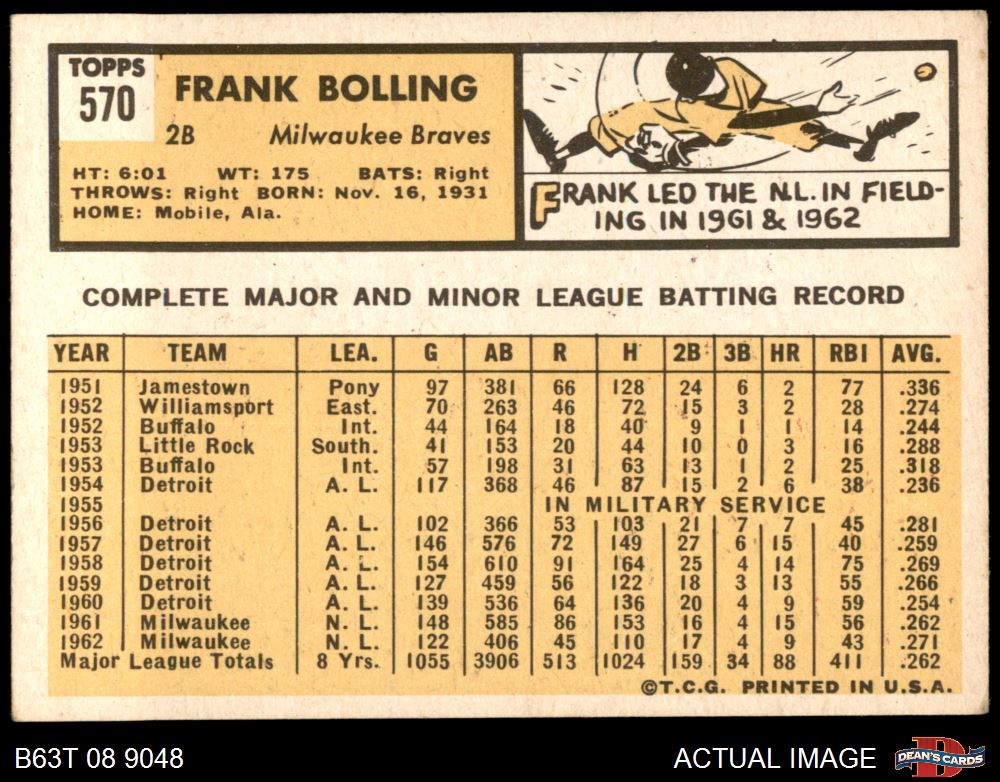 TOPPS
570
FRANK BOLLING
2B Milwaukee Braves
HT: 6:01 WT: 175 BATS: Right
THROWS: Right BORN: Nov. 16, 1931
HOME: Mobile, Ala.
FRANK LED THE N.L. IN FIELD-
ING IN 1961 & 1962
COMPLETE MAJOR AND MINOR LEAGUE BATTING RECORD
YEAR TEAM LEA. G AB R H 2B 3B HR RBI AVG.
1951 Jamestown Pony 97 381 66 128 24 6 2 77 .336
1952 Williamsport East. 70 263 46 72 15 3 2 28 .274
1952 Buffalo Int. 44 164 18 40 9 1 1 14 .244
1953 Little Rock South. 41 153 20 44 10 0 3 16 .288
1953 Buffalo Int. 57 198 31 63 13 1 2 25 .318
1954 Detroit A. L. 117 368 46 87 15 2 6 38 .236
1955 IN MILITARY SERVICE
1956 Detroit A. L. 102 366 53 103 21 7 7 45 .281
1957 Detroit A. L. 146 576 72 149 27 6 15 40 .259
1958 Detroit A. L. 154 610 91 164 25 4 14 75 .269
1959 Detroit A. L. 127 459 56 122 18 3 13 55 .266
1960 Detroit A. L. 139 536 64 136 20 4 9 59 .254
1961 Milwaukee N. L. 148 585 86 153 16 4 15 56 .262
1962 Milwaukee N. L. 122 406 45 110 17 4 9 43 .271
Major League Totals 8 Yrs. 1055 3906 513 1024 159 34 88 411 .262
©T.C.G. PRINTED IN U.S.A.
B63T 08 9048 ACTUAL IMAGE DEAN'S CARDS